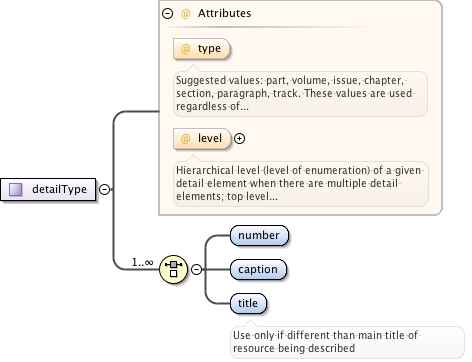 @ Attributes
@ type
Suggested values: part, volume, issue, chapter,
section, paragraph, track. These values are used
regardless of...
@ level
Hierarchical level (level of enumeration) of a given
detail element when there are multiple detail
elements; top level...
detailType
1..∞
number
caption
title
Use only if different than main title of
resource being described